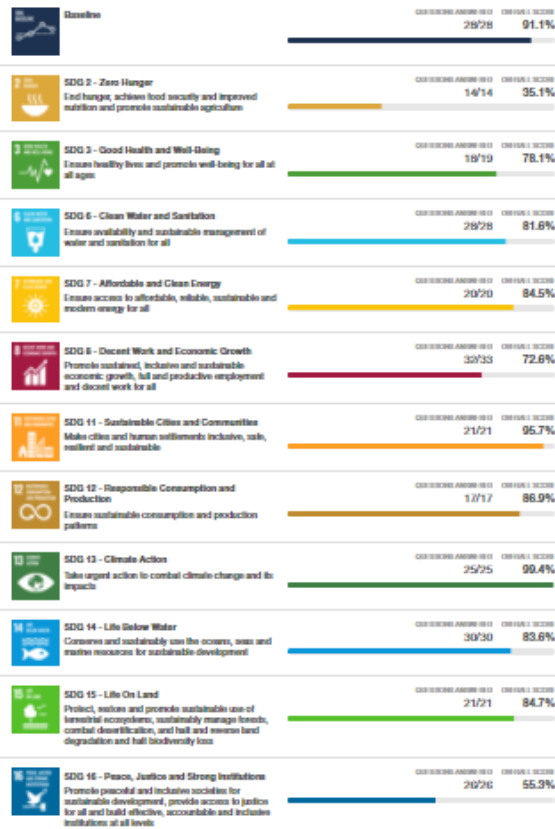 Baseline
QUESTIONS ANSWERED OVERALL SCORE
28/28 91.1%
2
SDG 2 - Zero Hunger
End hunger, achieve food security and improved
nutrition and promote sustainable agriculture
QUESTIONS ANSWERED OVERALL SCORE
14/14 35.1%
3
SDG 3 - Good Health and Well-Being
Ensure healthy lives and promote well-being for all at
all ages
QUESTIONS ANSWERED OVERALL SCORE
18/19 78.1%
6
SDG 6 - Clean Water and Sanitation
Ensure availability and sustainable management of
water and sanitation for all
QUESTIONS ANSWERED OVERALL SCORE
28/28 81.6%
7
SDG 7 - Affordable and Clean Energy
Ensure access to affordable, reliable, sustainable and
modern energy for all
QUESTIONS ANSWERED OVERALL SCORE
20/20 84.5%
8
SDG 8 - Decent Work and Economic Growth
Promote sustained, inclusive and sustainable
economic growth, full and productive employment
and decent work for all
QUESTIONS ANSWERED OVERALL SCORE
32/33 72.6%
11
SDG 11 - Sustainable Cities and Communities
Make cities and human settlements inclusive, safe,
resilient and sustainable
QUESTIONS ANSWERED OVERALL SCORE
21/21 95.7%
12
SDG 12 - Responsible Consumption and
Production
Ensure sustainable consumption and production
patterns
QUESTIONS ANSWERED OVERALL SCORE
17/17 86.9%
13
SDG 13 - Climate Action
Take urgent action to combat climate change and its
impacts
QUESTIONS ANSWERED OVERALL SCORE
25/25 99.4%
14
SDG 14 - Life Below Water
Conserve and sustainably use the oceans, seas and
marine resources for sustainable development
QUESTIONS ANSWERED OVERALL SCORE
30/30 83.6%
15
SDG 15 - Life On Land
Protect, restore and promote sustainable use of
terrestrial ecosystems, sustainably manage forests,
combat desertification, and halt and reverse land
degradation and halt biodiversity loss
QUESTIONS ANSWERED OVERALL SCORE
21/21 84.7%
16
SDG 16 - Peace, Justice and Strong Institutions
Promote peaceful and inclusive societies for
sustainable development, provide access to justice
for all and build effective, accountable and inclusive
institutions at all levels
QUESTIONS ANSWERED OVERALL SCORE
26/26 55.3%